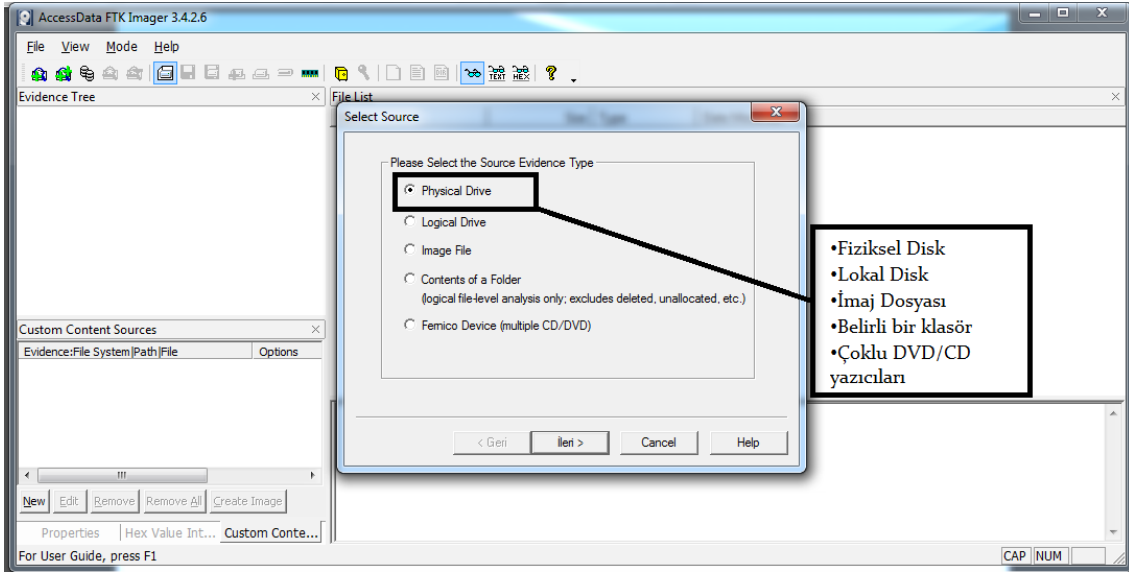 AccessData FTK Imager 3.4.2.6
File View Mode Help
TEXT HEX
Evidence Tree
File List
Select Source
Please Select the Source Evidence Type
Physical Drive
Logical Drive
Image File
Contents of a Folder
(logical file-level analysis only; excludes deleted, unallocated, etc.)
Fernico Device (multiple CD/DVD)
< Geri İleri > Cancel Help
•Fiziksel Disk
•Lokal Disk
•İmaj Dosyası
•Belirli bir klasör
•Çoklu DVD/CD
yazıcıları
Custom Content Sources
Evidence:File System|Path|File Options
New Edit Remove Remove All Create Image
Properties Hex Value Int... Custom Conte...
For User Guide, press F1
CAP NUM